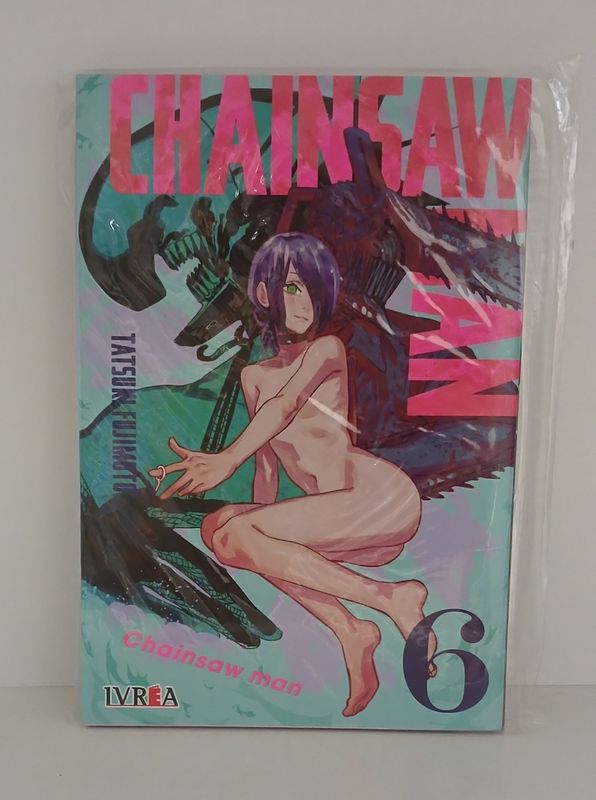 CHAINSAW
MAN
TATSUKI FUJIMOTO
Chainsaw man
6
IVREA